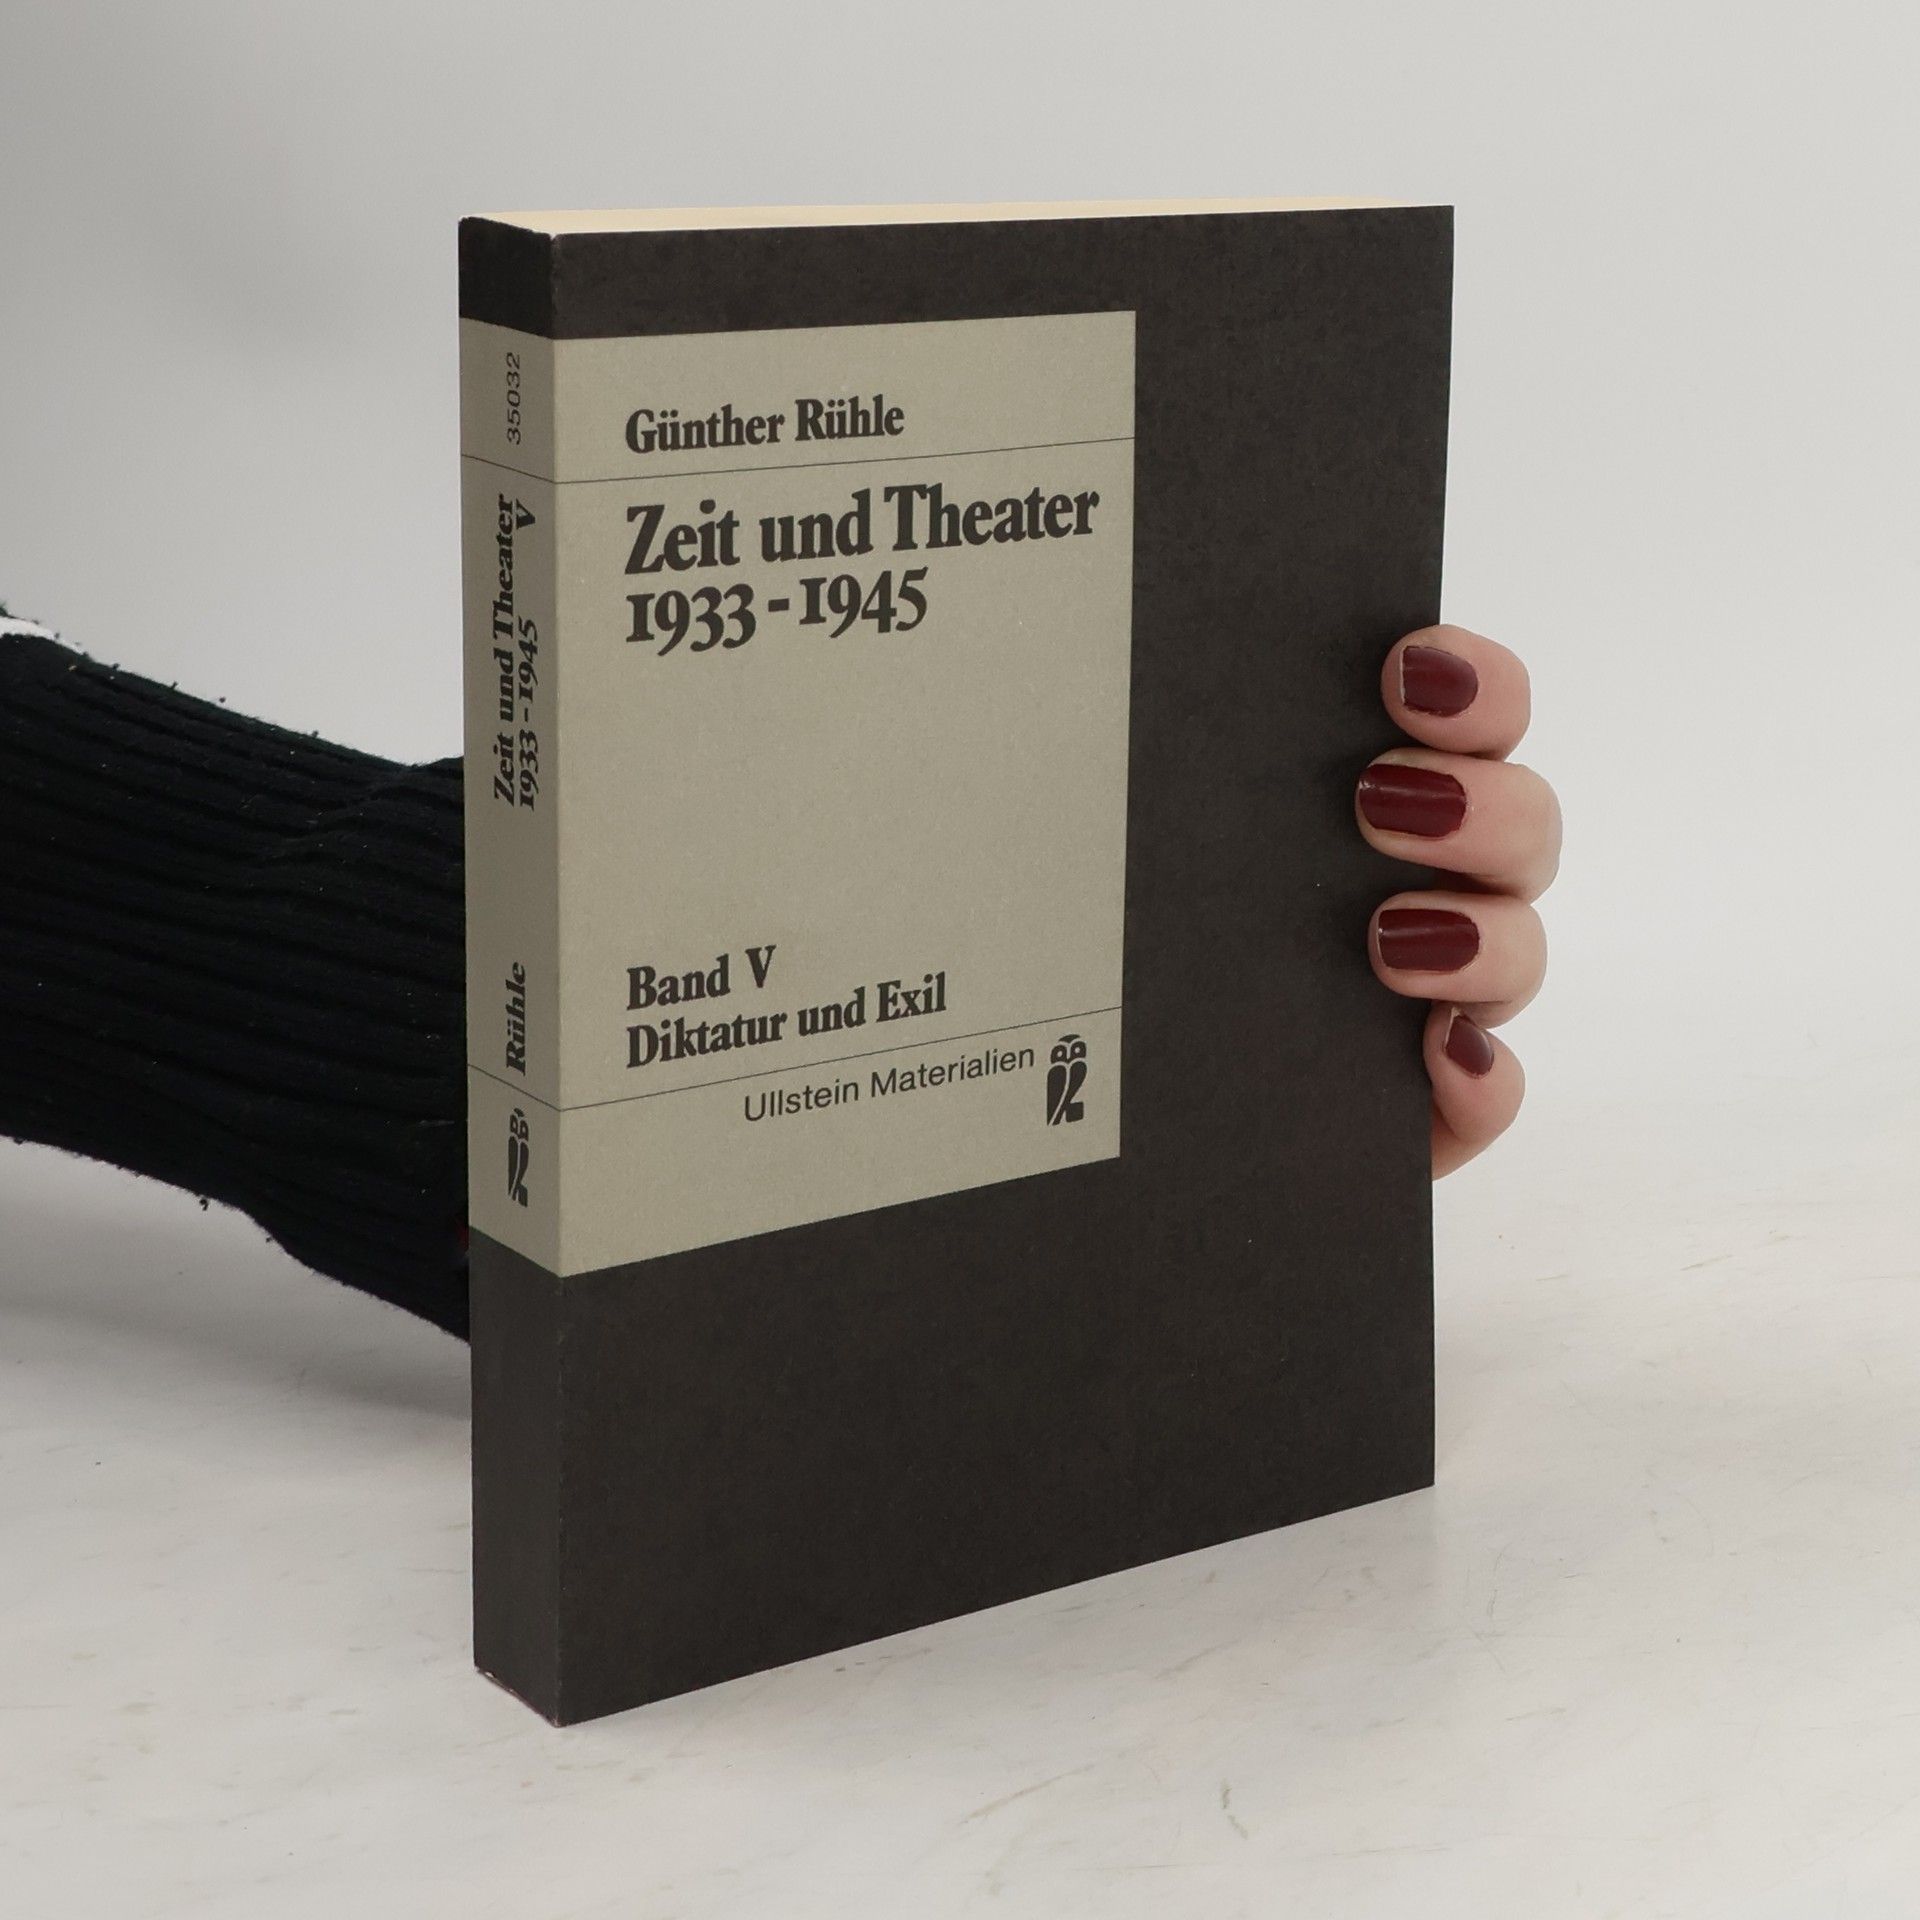 Günther Rühle
Zeit und Theater
1933-1945
Band V
Diktatur und Exil
Ullstein Materialien
35032
Zeit und Theater V
1933-1945
Rühle